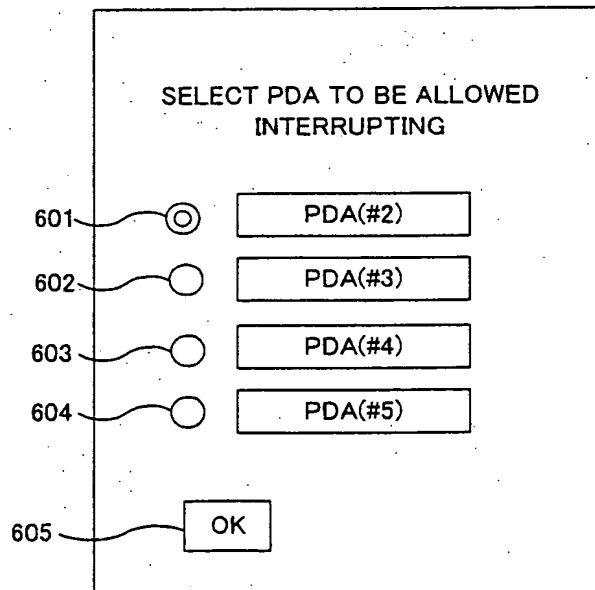 SELECT PDA TO BE ALLOWED
INTERRUPTING
601 PDA(#2)
602 PDA(#3)
603 PDA(#4)
604 PDA(#5)
605 OK